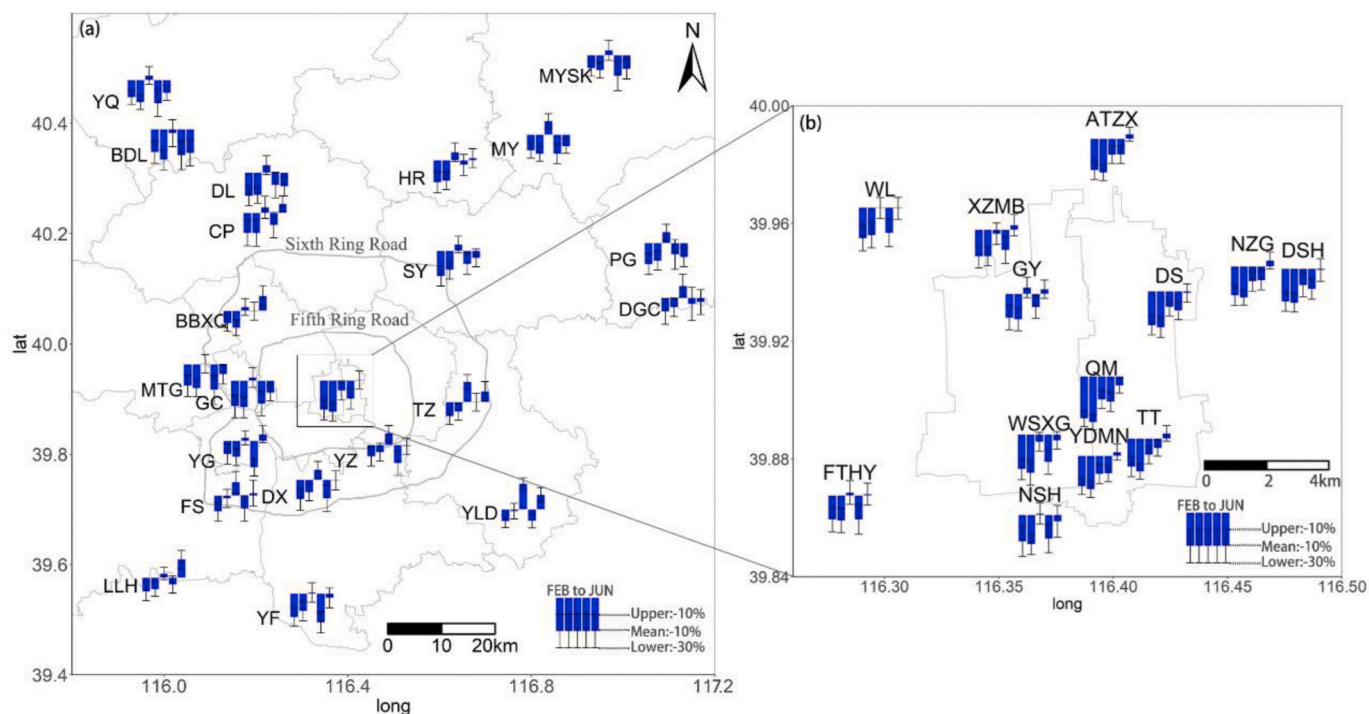 (a)
N
MYSK
YQ
BDL
MY
DL
HR
CP
Sixth Ring Road
SY
PG
DGC
BBXQ
Fifth Ring Road
MTG
GC
TZ
YG
YZ
FS
DX
YLD
LLH
YF
FEB to JUN
Upper:-10%
Mean:-10%
Lower:-30%
0 10 20km
40.4
40.2
40.0
39.8
39.6
39.4
lat
116.0 116.4 116.8 117.2
long
(b)
ATZX
WL
XZMB
NZG
DSH
GY
DS
QM
WSXG
YDMN
TT
FTHY
NSH
0 2 4km
FEB to JUN
Upper:-10%
Mean:-10%
Lower:-30%
40.00
39.96
39.92
39.88
39.84
lat
116.30 116.35 116.40 116.45 116.50
long